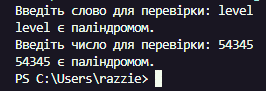 Введіть слово для перевірки: level
level є паліндромом.
Введіть число для перевірки: 54345
54345 є паліндромом.
PS C:\Users\razzie>